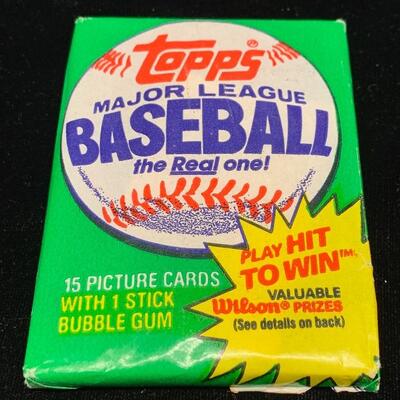 Topps®
MAJOR LEAGUE
BASEBALL
the Real one!
15 PICTURE CARDS
WITH 1 STICK
BUBBLE GUM
PLAY HIT
TO WIN™
VALUABLE
Wilson® PRIZES
(See details on back)